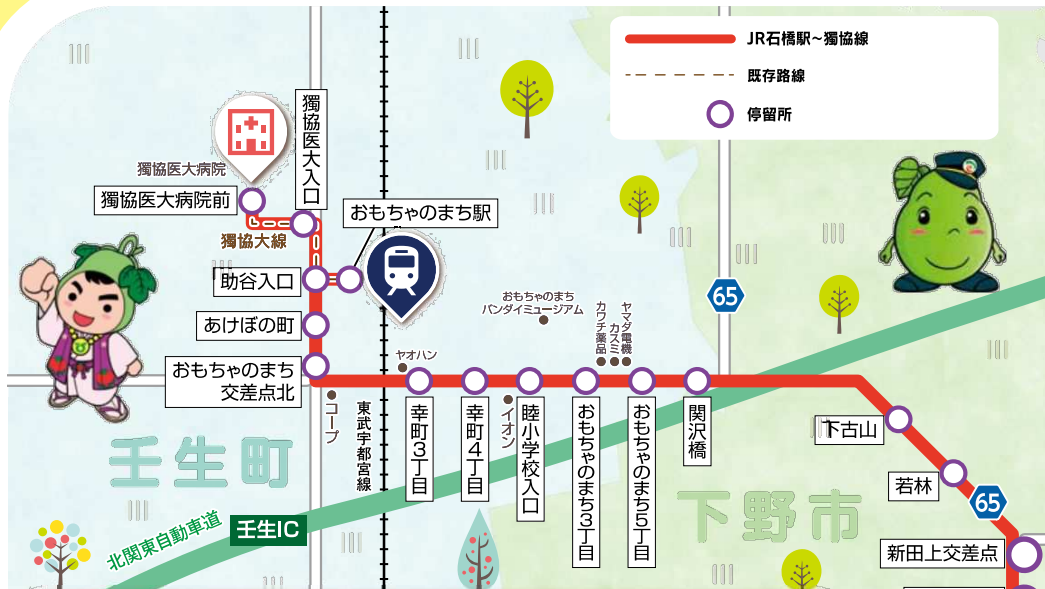 JR石橋駅~獨協線
既存路線
停留所
獨協医大入口
獨協医大病院
獨協医大病院前
獨協大線
おもちゃのまち駅
助谷入口
あけぼの町
おもちゃのまち
交差点北
ヤオハン
コープ
東武宇都宮線
おもちゃのまち
バンダイミュージアム
カワチ薬品
カスミ
ヤマダ電機
65
幸町3丁目
幸町4丁目
イオン
睦小学校入口
おもちゃのまち3丁目
おもちゃのまち5丁目
関沢橋
下古山
若林
65
新田上交差点
壬生町
下野市
北関東自動車道
壬生IC